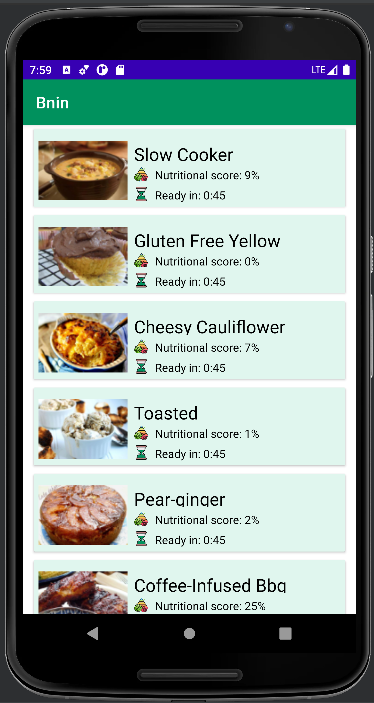 7:59 LTE
Bnin
Slow Cooker
Nutritional score: 9%
Ready in: 0:45
Gluten Free Yellow
Nutritional score: 0%
Ready in: 0:45
Cheesy Cauliflower
Nutritional score: 7%
Ready in: 0:45
Toasted
Nutritional score: 1%
Ready in: 0:45
Pear-ginger
Nutritional score: 2%
Ready in: 0:45
Coffee-Infused Bbq
Nutritional score: 25%